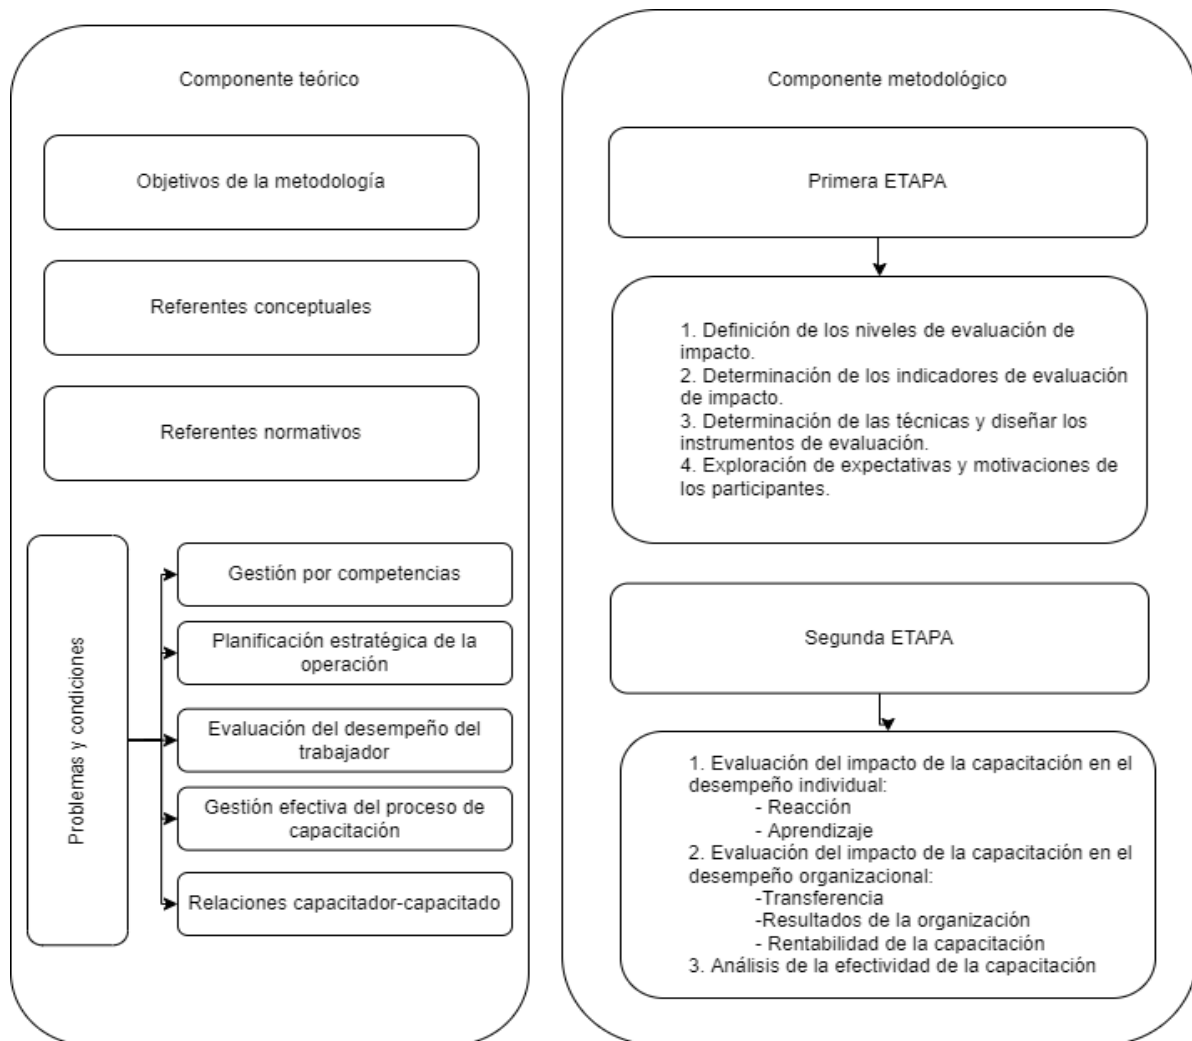 Componente teórico
Objetivos de la metodología
Referentes conceptuales
Referentes normativos
Problemas y condiciones
Gestión por competencias
Planificación estratégica de la
operación
Evaluación del desempeño del
trabajador
Gestión efectiva del proceso de
capacitación
Relaciones capacitador-capacitado
Componente metodológico
Primera ETAPA
1. Definición de los niveles de evaluación de
impacto.
2. Determinación de los indicadores de evaluación
de impacto.
3. Determinación de las técnicas y diseñar los
instrumentos de evaluación.
4. Exploración de expectativas y motivaciones de
los participantes.
Segunda ETAPA
1. Evaluación del impacto de la capacitación en el
desempeño individual:
- Reacción
- Aprendizaje
2. Evaluación del impacto de la capacitación en el
desempeño organizacional:
-Transferencia
-Resultados de la organización
- Rentabilidad de la capacitación
3. Análisis de la efectividad de la capacitación